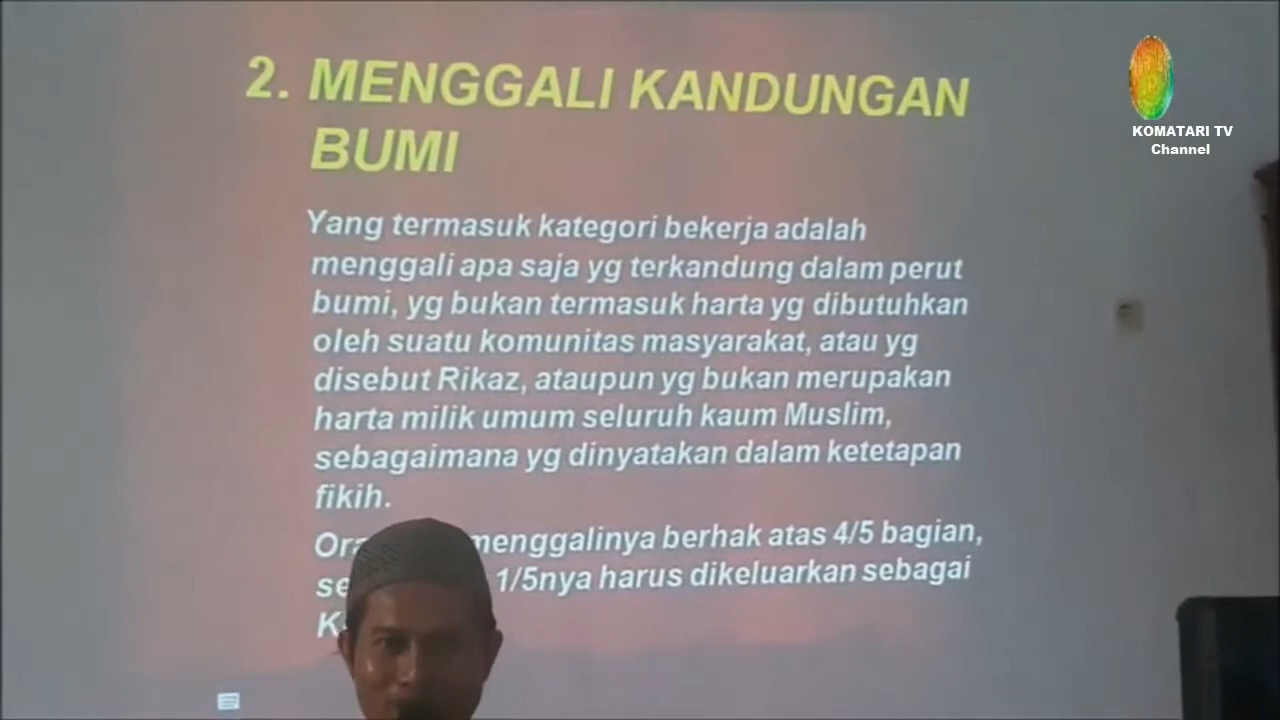 2. MENGGALI KANDUNGAN
BUMI
KOMATARI TV
Channel
Yang termasuk kategori bekerja adalah
menggali apa saja yg terkandung dalam perut
bumi, yg bukan termasuk harta yg dibutuhkan
oleh suatu komunitas masyarakat, atau yg
disebut Rikaz, ataupun yg bukan merupakan
harta milik umum seluruh kaum Muslim,
sebagaimana yg dinyatakan dalam ketetapan
fikih.
menggalinya berhak atas 4/5 bagian,
1/5nya harus dikeluarkan sebagai